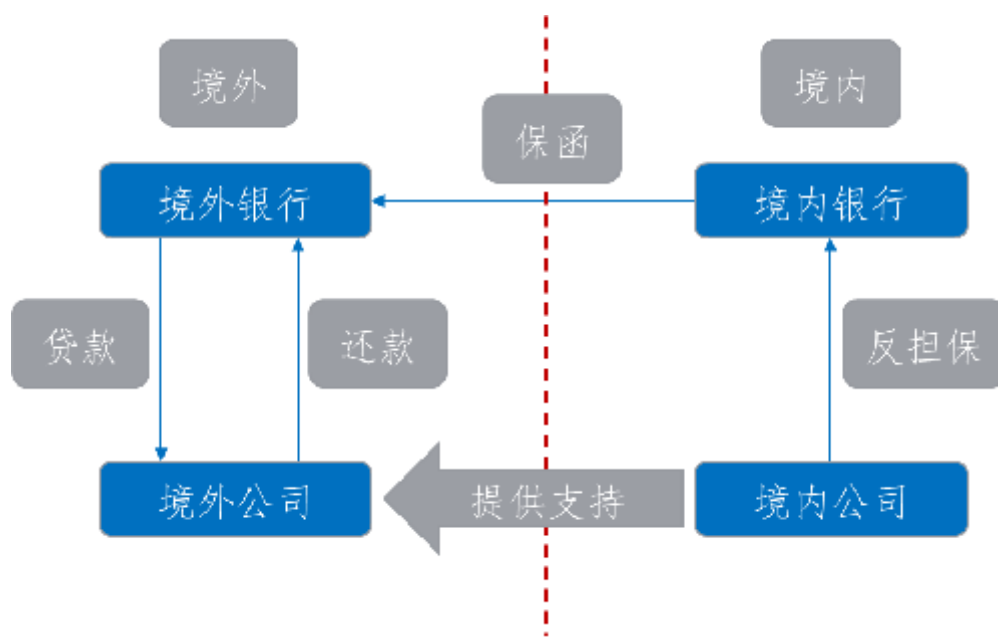 境外
境内
保函
境外银行
境内银行
贷款
还款
反担保
境外公司
提供支持
境内公司